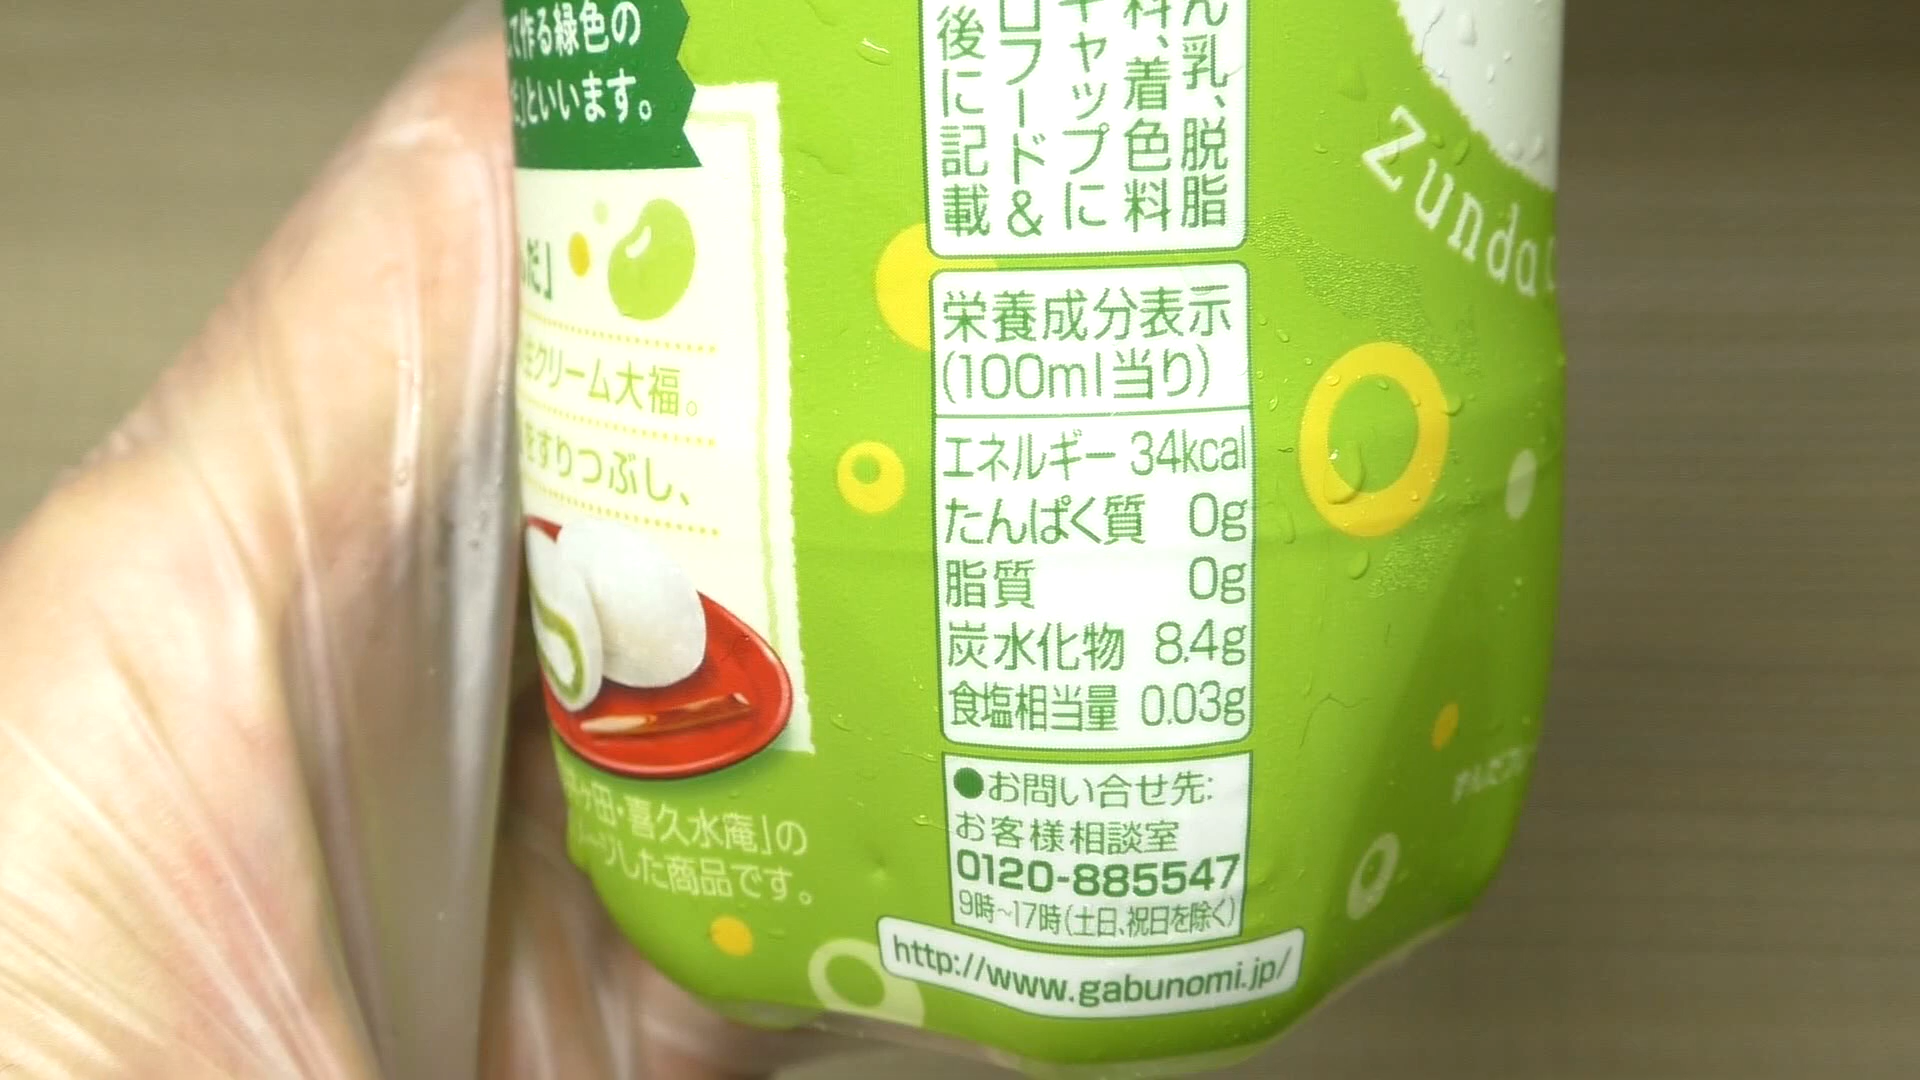 て作る緑色の
だ」といいます。
んだ」
生クリーム大福。
をすりつぶし、
ヶ田・喜久水庵」の
した商品です。
ん乳、脱脂
料、着色料
キャップに
ロフード&
後に記載
栄養成分表示
(100ml当り)
エネルギー 34kcal
たんぱく質 0g
脂質 0g
炭水化物 8.4g
食塩相当量 0.03g
●お問い合せ先:
お客様相談室
0120-885547
9時~17時(土日、祝日を除く)
http://www.gabunomi.jp/
Zunda